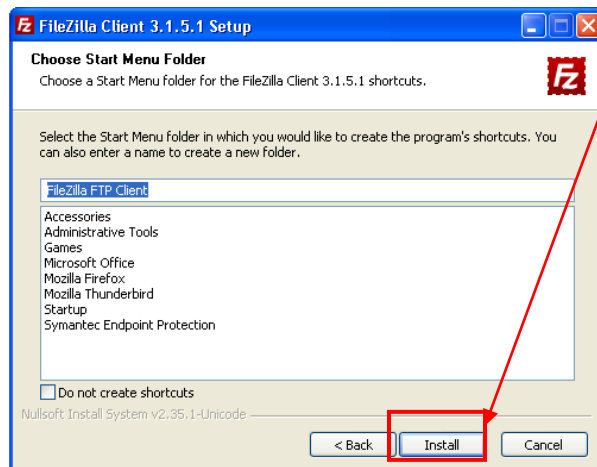 FileZilla Client 3.1.5.1 Setup
Choose Start Menu Folder
Choose a Start Menu folder for the FileZilla Client 3.1.5.1 shortcuts.
Select the Start Menu folder in which you would like to create the program's shortcuts. You
can also enter a name to create a new folder.
FileZilla FTP Client
Accessories
Administrative Tools
Games
Microsoft Office
Mozilla Firefox
Mozilla Thunderbird
Startup
Symantec Endpoint Protection
Do not create shortcuts
Nullsoft Install System v2.35.1-Unicode
< Back Install Cancel